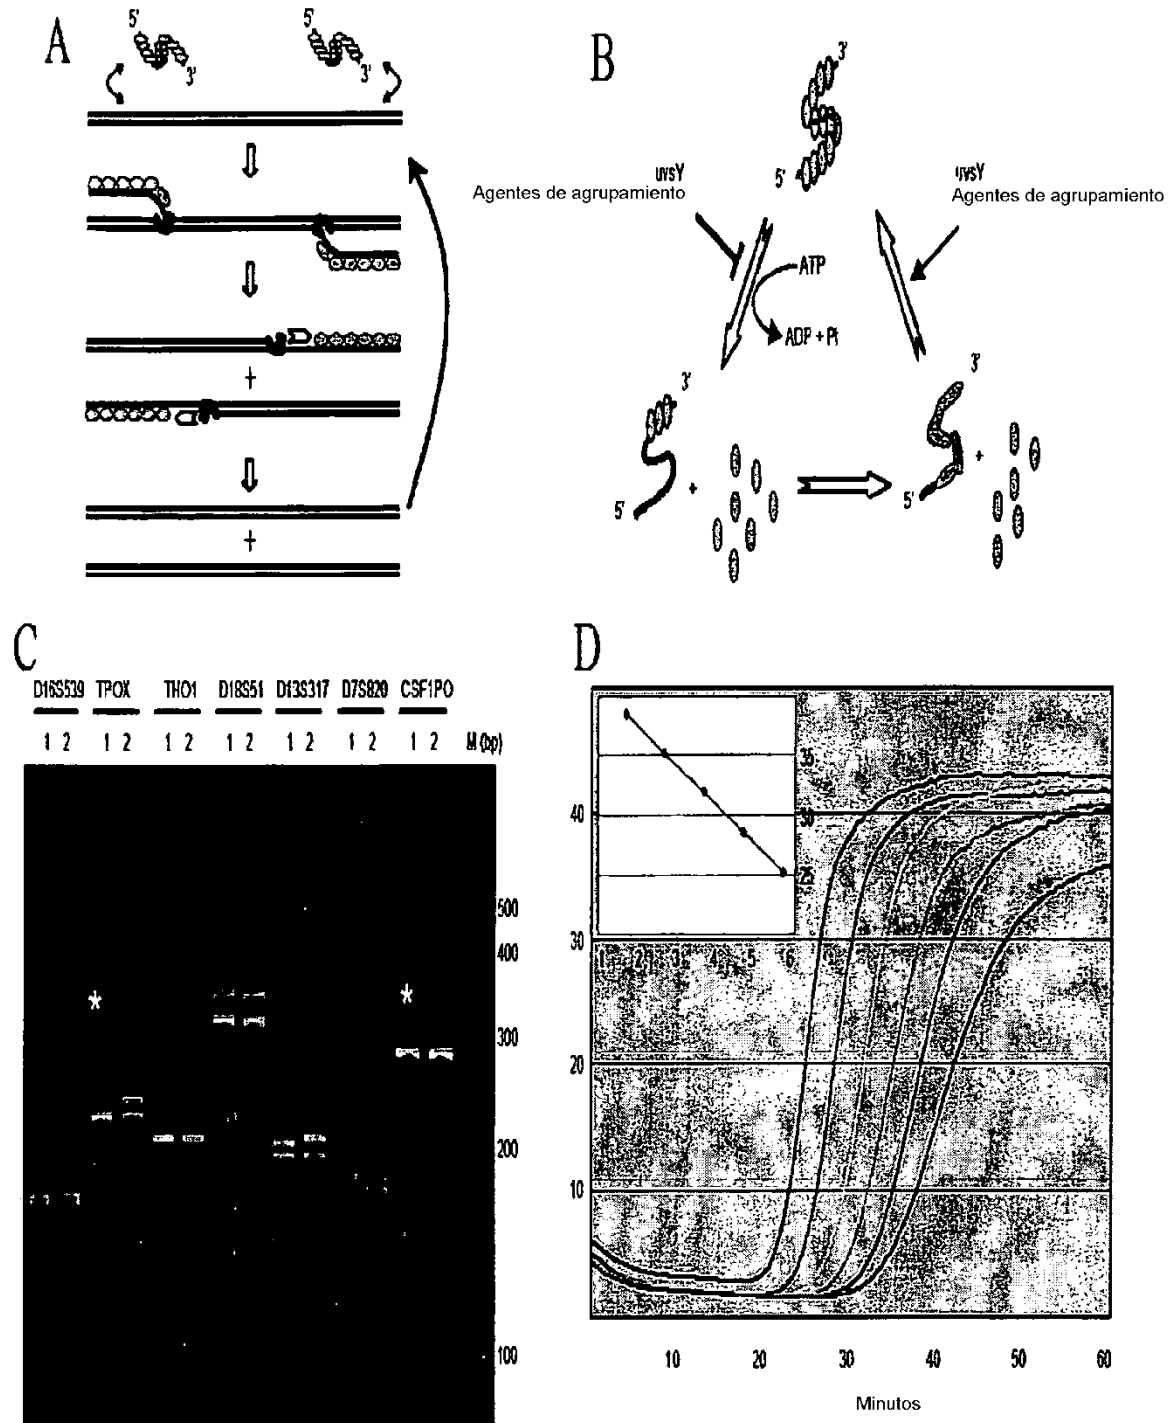 A
5'
3'
5'
3'
+
+
B
3'
5'
uvsY
Agentes de agrupamiento
uvsY
Agentes de agrupamiento
ATP
ADP + Pi
3'
5'
+
3'
5'
+
C
D16S539 TPOX THO1 D18S51 D13S317 D7S820 CSF1PO
1 2 1 2 1 2 1 2 1 2 1 2 1 2 M (bp)
500
400
*
*
300
200
100
D
35
30
25
1 2 3 4 5 6
40
30
20
10
10 20 30 40 50 60
Minutos